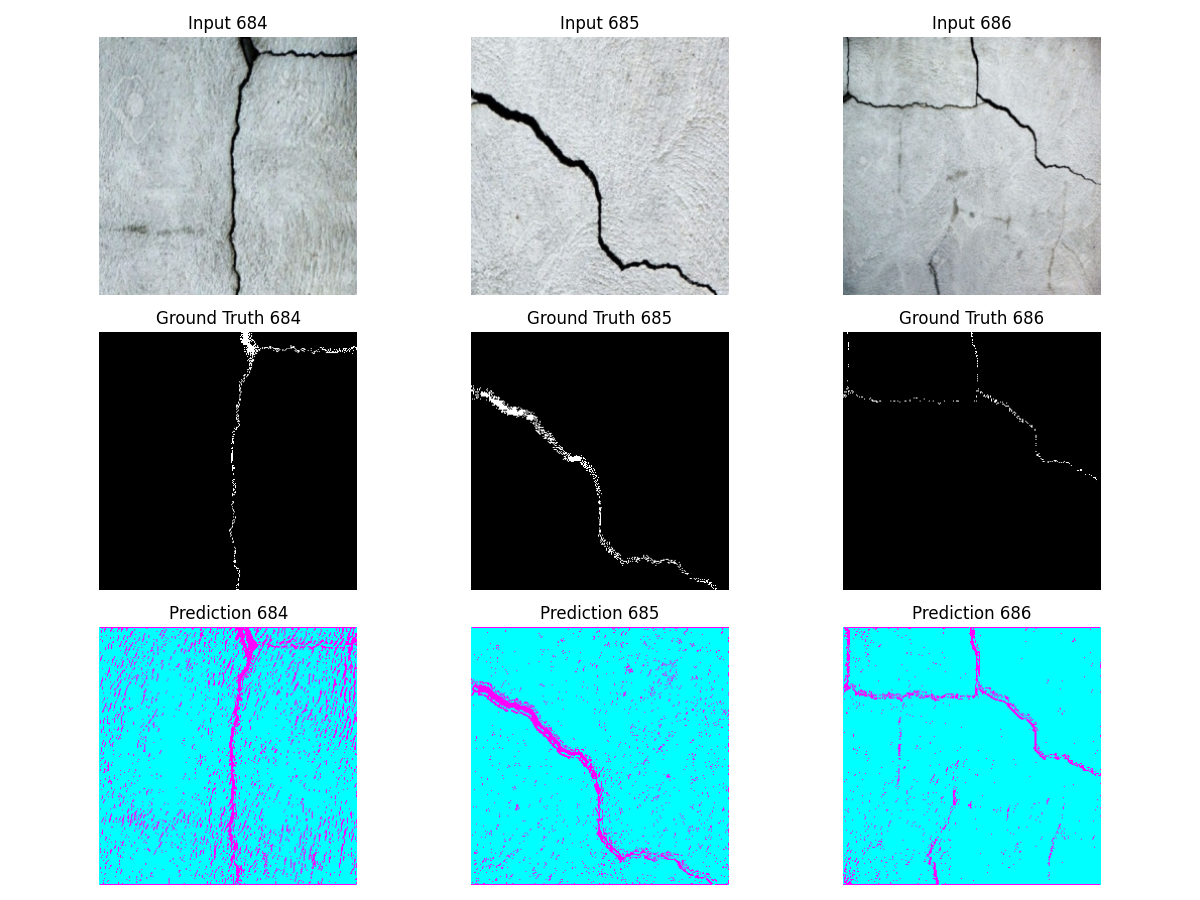 Input 684
Input 685
Input 686
Ground Truth 684
Ground Truth 685
Ground Truth 686
Prediction 684
Prediction 685
Prediction 686